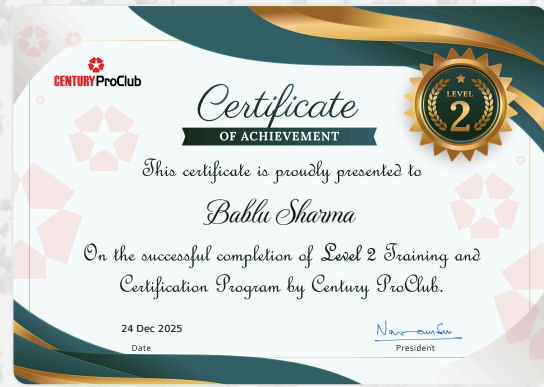 CENTURY ProClub
Certificate
OF ACHIEVEMENT
LEVEL
2
This certificate is proudly presented to
Bablu Sharma
On the successful completion of Level 2 Training and
Certification Program by Century ProClub.
24 Dec 2025
Date
President